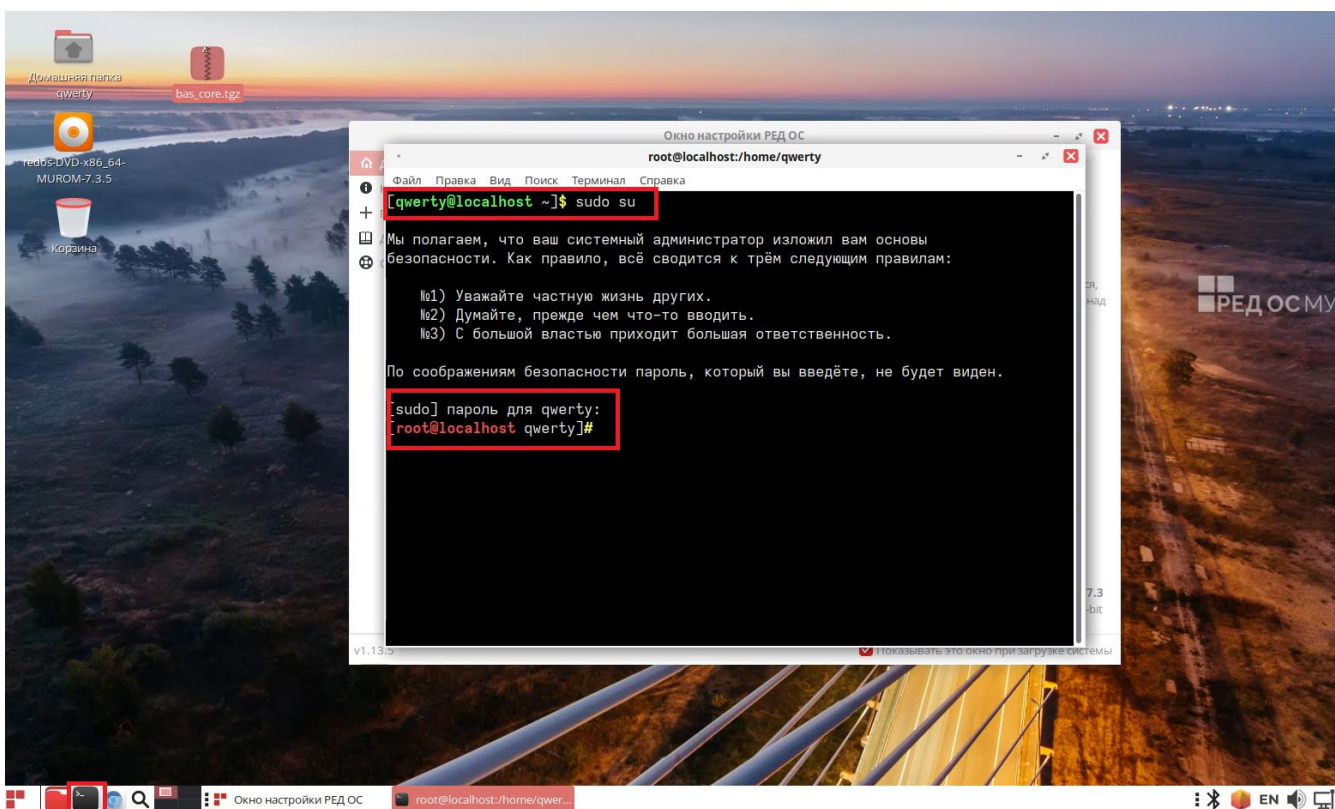 Домашняя папка
qwerty
bas_core.tgz
redos-DVD-x86_64-
MUROM-7.3.5
Корзина
Окно настройки РЕД ОС
root@localhost:/home/qwerty
Файл Правка Вид Поиск Терминал Справка
[qwerty@localhost ~]$ sudo su
Мы полагаем, что ваш системный администратор изложил вам основы
безопасности. Как правило, всё сводится к трём следующим правилам:
№1) Уважайте частную жизнь других.
№2) Думайте, прежде чем что-то вводить.
№3) С большой властью приходит большая ответственность.
По соображениям безопасности пароль, который вы введёте, не будет виден.
[sudo] пароль для qwerty:
[root@localhost qwerty]#
над
РЕД ОС МУ
7.3
-bit
v1.13.5
Показывать это окно при загрузке системы
Окно настройки РЕД ОС
root@localhost:/home/qwer...
EN